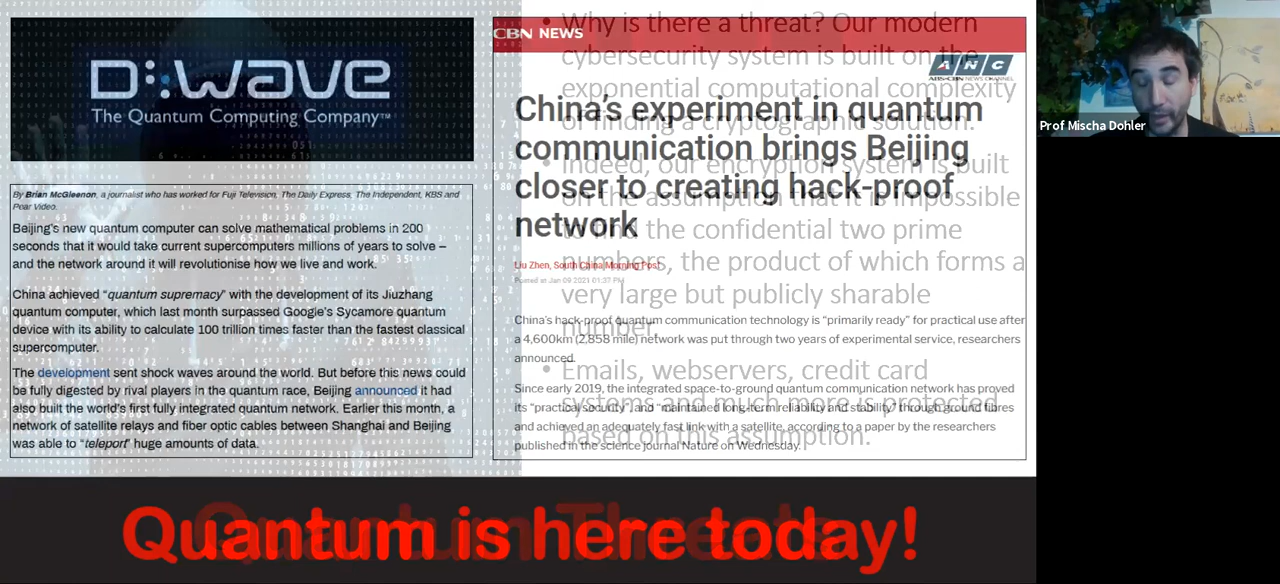 D:wave
The Quantum Computing Company™
By Brian McGleenon, a journalist who has worked for Fuji Television, The Daily Express, The Independent, KBS and
Pear Video.
Beijing's new quantum computer can solve mathematical problems in 200
seconds that it would take current supercomputers millions of years to solve –
and the network around it will revolutionise how we live and work.
China achieved "quantum supremacy" with the development of its Jiuzhang
quantum computer, which last month surpassed Google's Sycamore quantum
device with its ability to calculate 100 trillion times faster than the fastest classical
supercomputer.
The development sent shock waves around the world. But before this news could
be fully digested by rival players in the quantum race, Beijing announced it had
also built the world's first fully integrated quantum network. Earlier this month, a
network of satellite relays and fiber optic cables between Shanghai and Beijing
was able to "teleport" huge amounts of data.
CBN NEWS
ANC
ABS-CBN NEWS CHANNEL
China's experiment in quantum
communication brings Beijing
closer to creating hack-proof
network
Liu Zhen, South China Morning Post
Posted at Jan 09 2021 01:37 PM
China's hack-proof quantum communication technology is "primarily ready" for practical use after
a 4,600km (2,858 mile) network was put through two years of experimental service, researchers
announced.
Since early 2019, the integrated space-to-ground quantum communication network has proved
its "practical security" and "maintained long-term reliability and stability" through ground fibres
and achieved an adequately fast link with a satellite, according to a paper by the researchers
published in the science journal Nature on Wednesday.
• Why is there a threat? Our modern
cybersecurity system is built on the
exponential computational complexity
of finding a cryptographic solution.
• Indeed, our encryption system is built
on the assumption that it is impossible
to find the confidential two prime
numbers, the product of which forms a
very large but publicly sharable
number.
• Emails, webservers, credit card
systems and much more is protected
based on this assumption.
Quantum is here today!
Quantum Threats
Prof Mischa Dohler